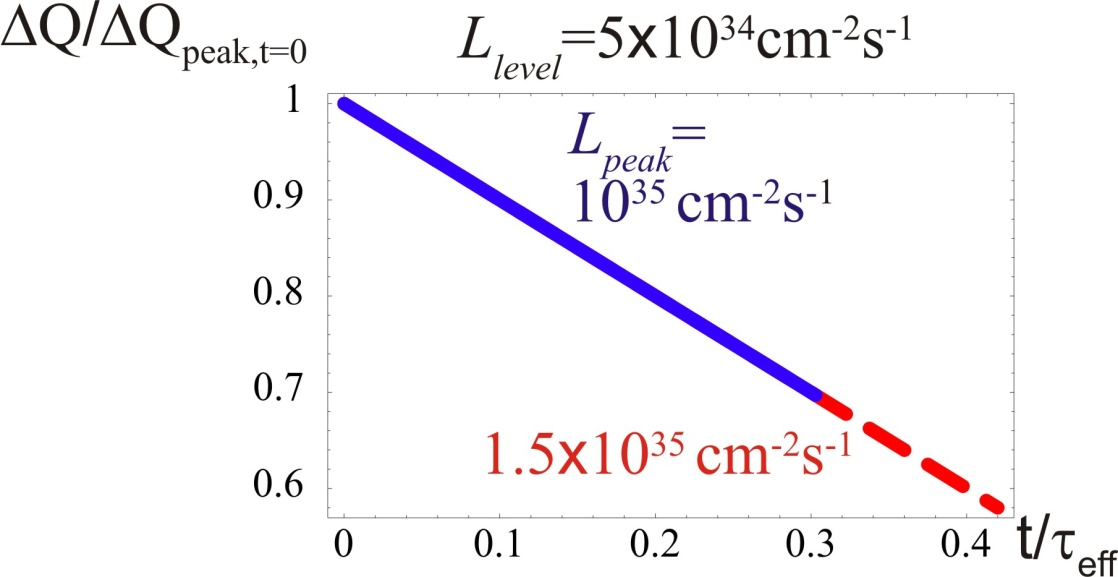 ΔQ/ΔQpeak,t=0
Llevel=5x10³⁴cm⁻²s⁻¹
1
Lpeak=
10³⁵ cm⁻²s⁻¹
0.9
0.8
0.7
1.5x10³⁵ cm⁻²s⁻¹
0.6
0 0.1 0.2 0.3 0.4 t/τeff